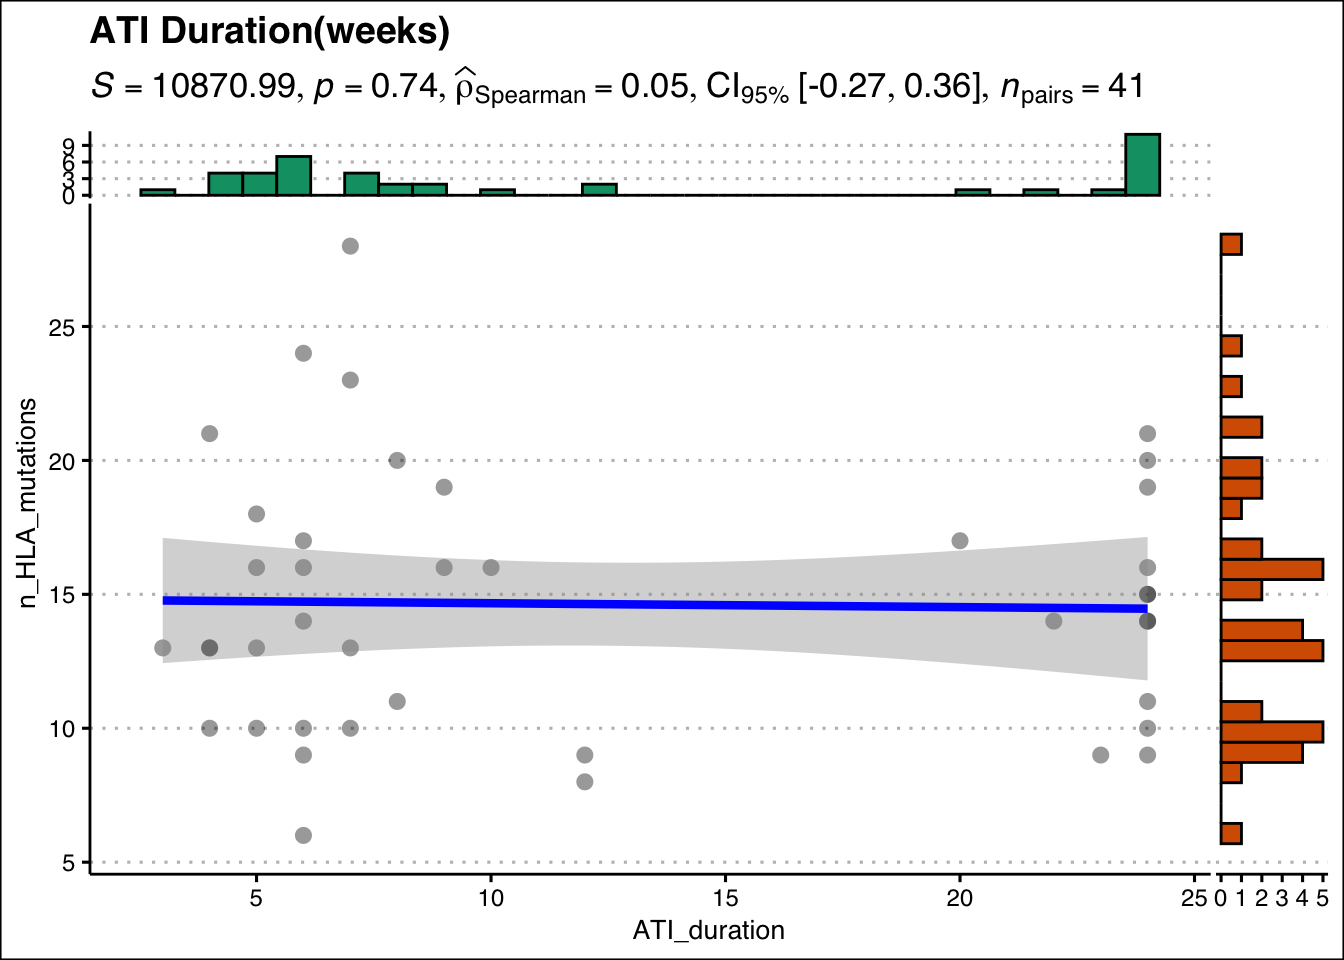 ATI Duration(weeks)
S = 10870.99, p = 0.74, ρ̂Spearman = 0.05, CI95% [-0.27, 0.36], npairs = 41
9
6
3
0
25
20
15
10
5
n_HLA_mutations
5 10 15 20 25
0 1 2 3 4 5
ATI_duration